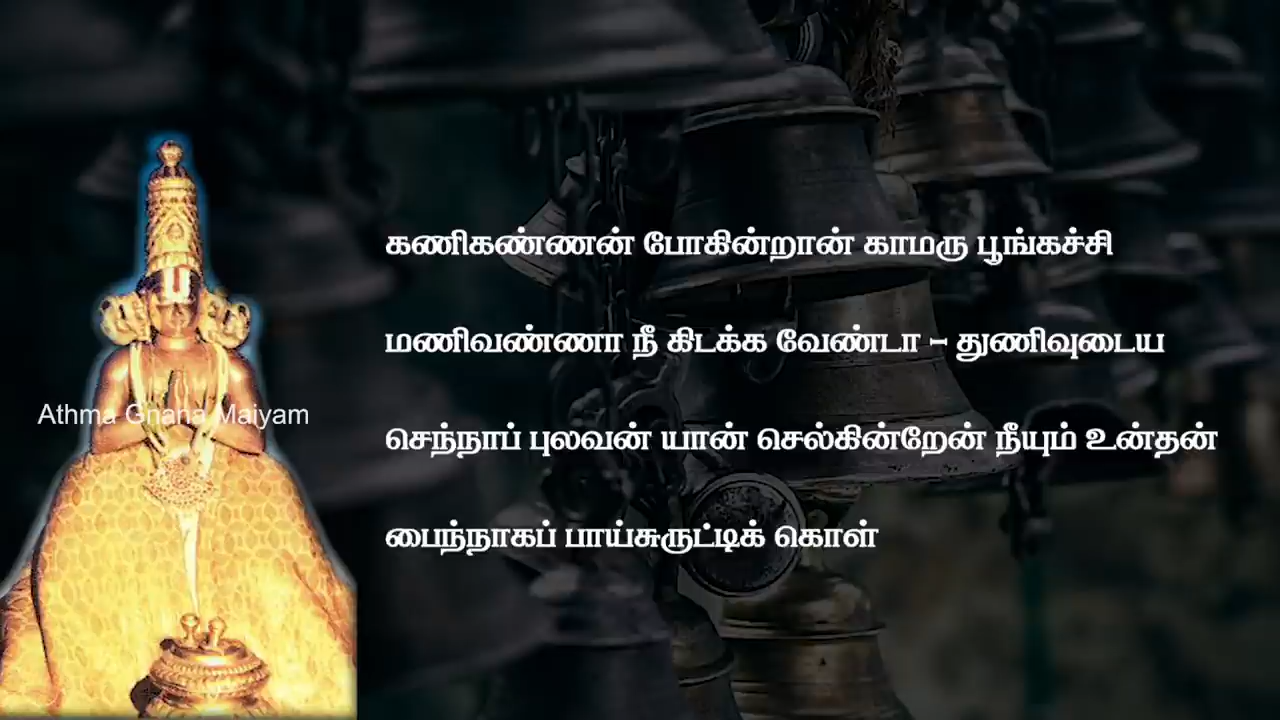 கணிகண்ணன் போகின்றான் காமரு பூங்கச்சி
மணிவண்ணா நீ கிடக்க வேண்டா – துணிவுடைய
Athma Gnana Maiyam
செந்நாப் புலவன் யான் செல்கின்றேன் நீயும் உன்தன்
பைந்நாகப் பாய்சுருட்டிக் கொள்